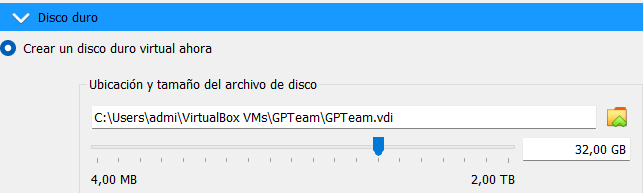 Disco duro
Crear un disco duro virtual ahora
Ubicación y tamaño del archivo de disco
C:\Users\admi\VirtualBox VMs\GPTeam\GPTeam.vdi
32,00 GB
4,00 MB 2,00 TB